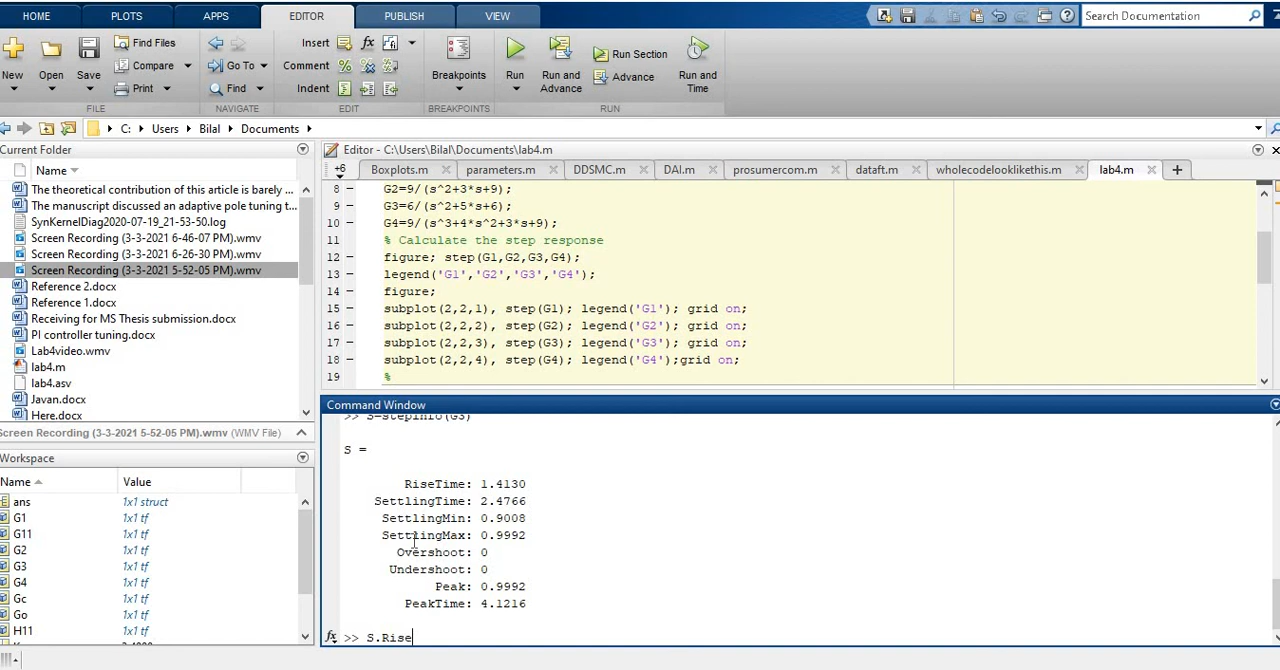 HOME PLOTS APPS EDITOR PUBLISH VIEW Search Documentation
Find Files Insert fx Run Section
Compare Go To Comment Advance
New Open Save Print Find Indent Breakpoints Run Run and Advance Run and Time
FILE NAVIGATE EDIT BREAKPOINTS RUN
C: Users Bilal Documents
Current Folder
Name
The theoretical contribution of this article is barely ...
The manuscript discussed an adaptive pole tuning t...
SynKernelDiag2020-07-19_21-53-50.log
Screen Recording (3-3-2021 6-46-07 PM).wmv
Screen Recording (3-3-2021 6-26-30 PM).wmv
Screen Recording (3-3-2021 5-52-05 PM).wmv
Reference 2.docx
Reference 1.docx
Receiving for MS Thesis submission.docx
PI controller tuning.docx
Lab4video.wmv
lab4.m
lab4.asv
Javan.docx
Here.docx
Screen Recording (3-3-2021 5-52-05 PM).wmv (WMV File)
Workspace
Name Value
ans 1x1 struct
G1 1x1 tf
G11 1x1 tf
G2 1x1 tf
G3 1x1 tf
G4 1x1 tf
Gc 1x1 tf
Go 1x1 tf
H11 1x1 tf
Editor - C:\Users\Bilal\Documents\lab4.m
+6 Boxplots.m parameters.m DDSMC.m DAI.m prosumercom.m dataft.m wholecodelooklikethis.m lab4.m
8 - G2=9/(s^2+3*s+9);
9 - G3=6/(s^2+5*s+6);
10 - G4=9/(s^3+4*s^2+3*s+9);
11 % Calculate the step response
12 - figure; step(G1,G2,G3,G4);
13 - legend('G1','G2','G3','G4');
14 - figure;
15 - subplot(2,2,1), step(G1); legend('G1'); grid on;
16 - subplot(2,2,2), step(G2); legend('G2'); grid on;
17 - subplot(2,2,3), step(G3); legend('G3'); grid on;
18 - subplot(2,2,4), step(G4); legend('G4');grid on;
19 %
Command Window
>> S=stepinfo(G3)
S =
RiseTime: 1.4130
SettlingTime: 2.4766
SettlingMin: 0.9008
SettlingMax: 0.9992
Overshoot: 0
Undershoot: 0
Peak: 0.9992
PeakTime: 4.1216
fx >> S.Rise